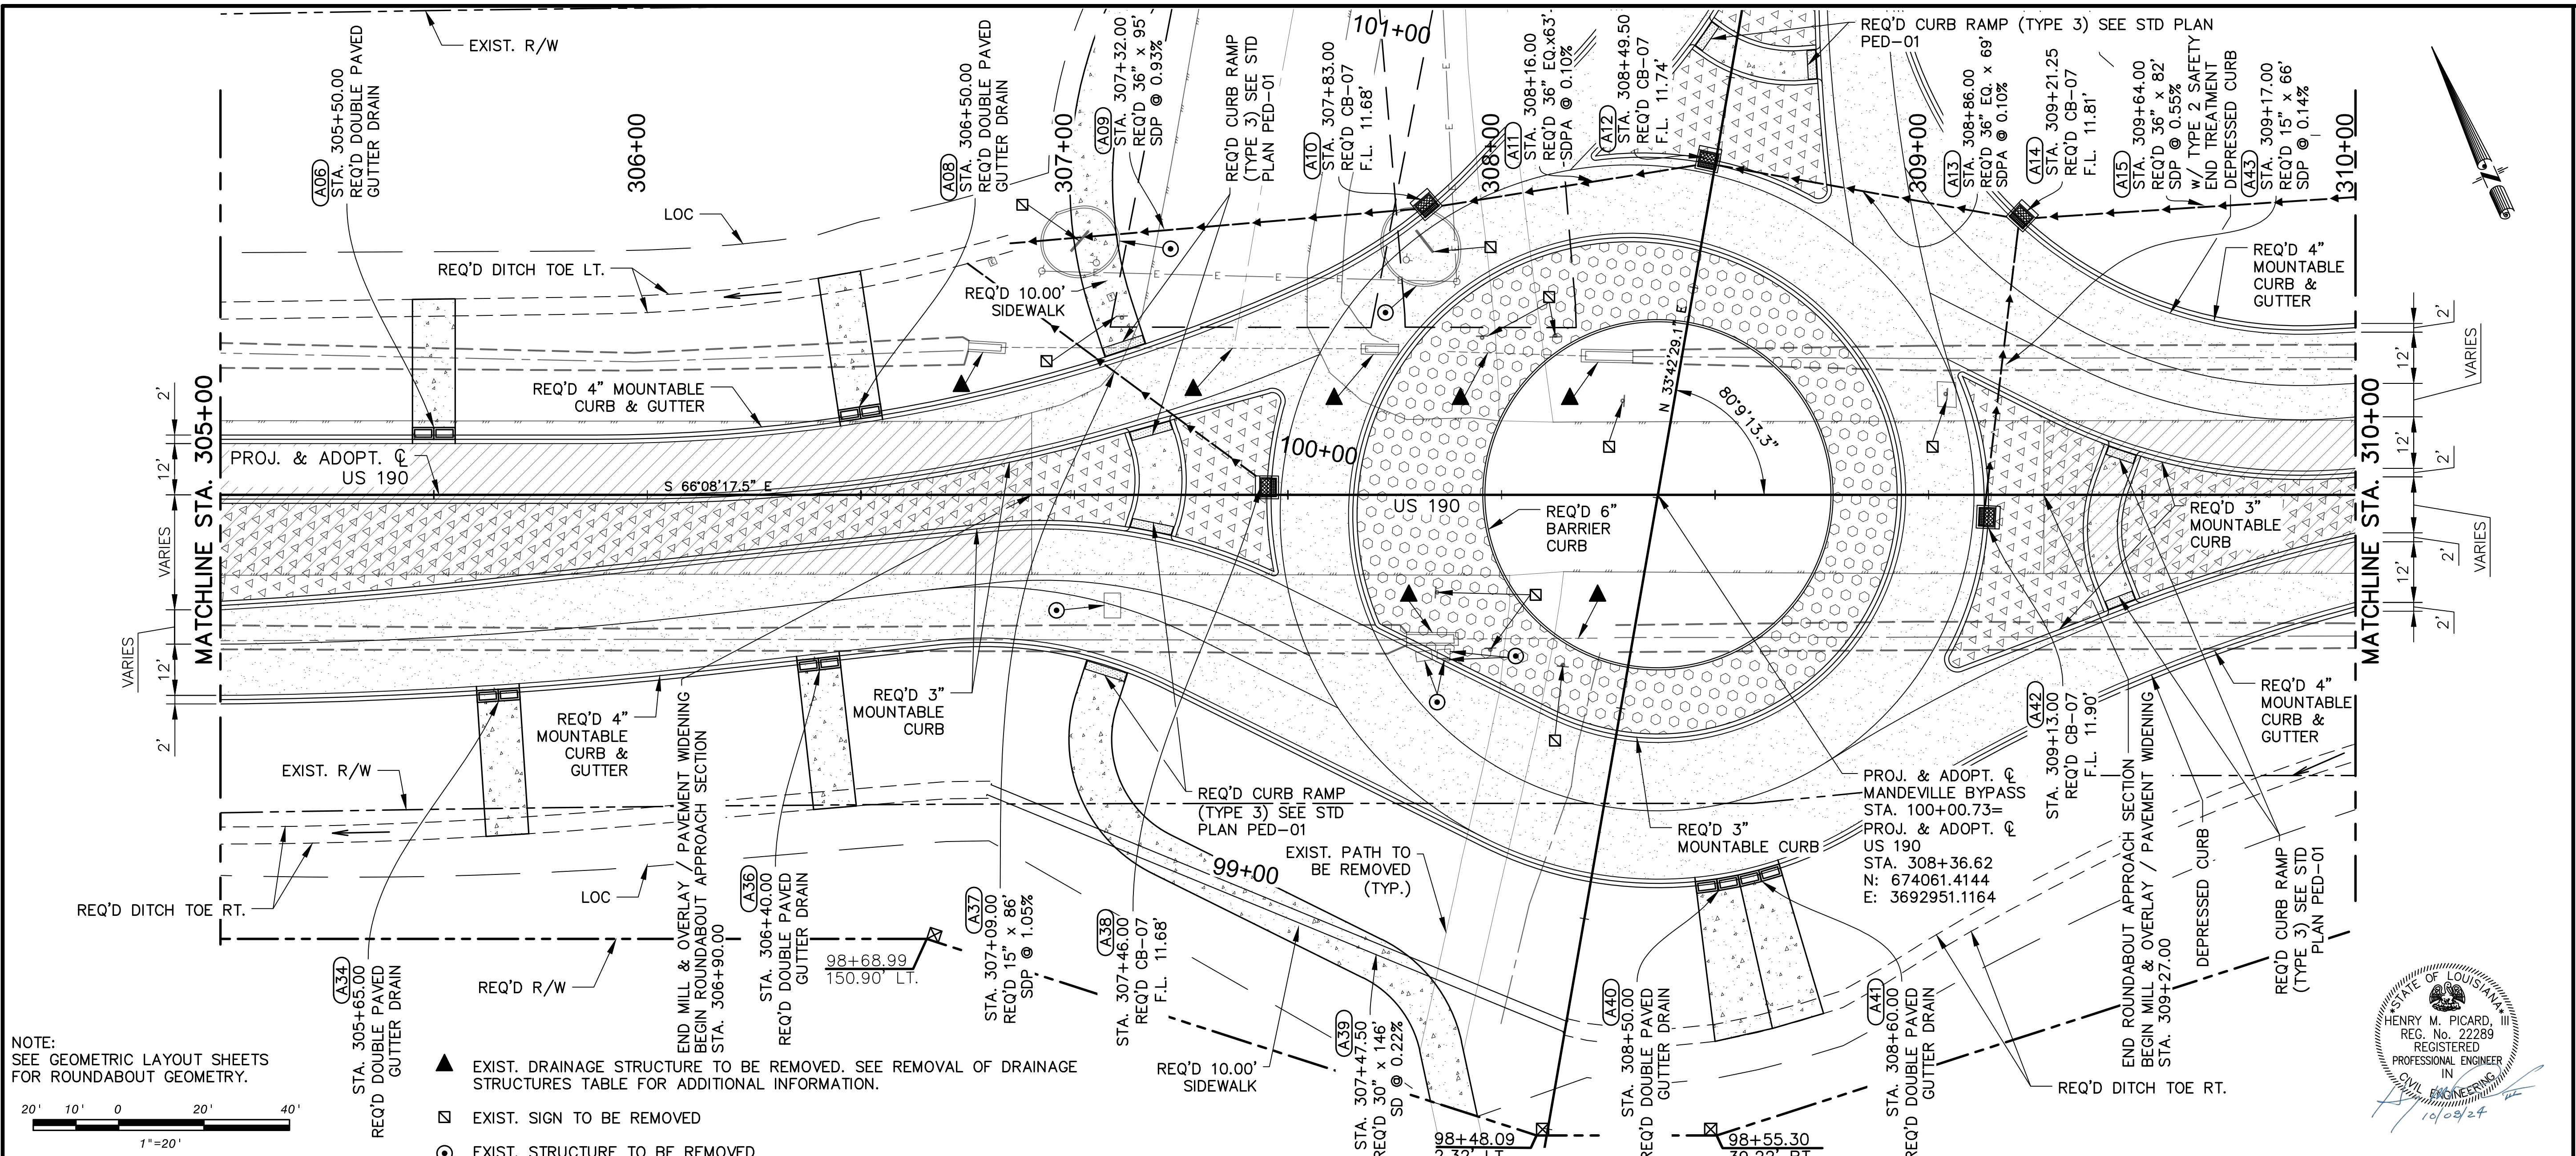 EXIST. R/W
A06
STA. 305+50.00
REQ'D DOUBLE PAVED
GUTTER DRAIN
306+00
LOC
REQ'D DITCH TOE LT.
A08
STA. 306+50.00
REQ'D DOUBLE PAVED
GUTTER DRAIN
307+00
A09
STA. 307+32.00
REQ'D 36" x 95'
SDP @ 0.93%
REQ'D CURB RAMP
(TYPE 3) SEE STD
PLAN PED-01
A10
STA. 307+83.00
REQ'D CB-07
F.L. 11.68'
101+00
308+00
A11
STA. 308+16.00
REQ'D 36" EQ.x63'
SDPA @ 0.10%
A12
STA. 308+49.50
REQ'D CB-07
F.L. 11.74'
REQ'D CURB RAMP (TYPE 3) SEE STD PLAN
PED-01
309+00
A13
STA. 308+86.00
REQ'D 36" EQ. x 69'
SDPA @ 0.10%
A14
STA. 309+21.25
REQ'D CB-07
F.L. 11.81'
A15
STA. 309+64.00
REQ'D 36" x 82'
SDP @ 0.55%
w/ TYPE 2 SAFETY
END TREATMENT
DEPRESSED CURB
A43
STA. 309+17.00
REQ'D 15" x 66'
SDP @ 0.14%
310+00
REQ'D 4"
MOUNTABLE
CURB &
GUTTER
REQ'D 10.00'
SIDEWALK
E
E
E
E
E
E
E
REQ'D 4" MOUNTABLE
CURB & GUTTER
2'
12'
VARIES
VARIES
12'
2'
MATCHLINE STA. 305+00
PROJ. & ADOPT. ℄
US 190
S 66°08'17.5" E
100+00
US 190
N 33°42'29.1" E
80°9'13.3"
REQ'D 6"
BARRIER
CURB
REQ'D 3"
MOUNTABLE
CURB
MATCHLINE STA. 310+00
2'
12'
VARIES
12'
2'
12'
2'
2'
VARIES
EXIST. R/W
REQ'D DITCH TOE RT.
LOC
REQ'D R/W
REQ'D 4"
MOUNTABLE
CURB &
GUTTER
REQ'D 3"
MOUNTABLE
CURB
A34
STA. 305+65.00
REQ'D DOUBLE PAVED
GUTTER DRAIN
END MILL & OVERLAY / PAVEMENT WIDENING
BEGIN ROUNDABOUT APPROACH SECTION
STA. 306+90.00
A36
STA. 306+40.00
REQ'D DOUBLE PAVED
GUTTER DRAIN
98+68.99
150.90' LT.
A37
STA. 307+09.00
REQ'D 15" x 86'
SDP @ 1.05%
A38
STA. 307+46.00
REQ'D CB-07
F.L. 11.68'
REQ'D CURB RAMP
(TYPE 3) SEE STD
PLAN PED-01
99+00
EXIST. PATH TO
BE REMOVED
(TYP.)
REQ'D 10.00'
SIDEWALK
A39
STA. 307+47.50
REQ'D 30" x 146'
SD @ 0.22%
98+48.09
REQ'D 3"
MOUNTABLE CURB
A40
STA. 308+50.00
REQ'D DOUBLE PAVED
GUTTER DRAIN
98+55.30
A41
STA. 308+60.00
REQ'D DOUBLE PAVED
GUTTER DRAIN
PROJ. & ADOPT. ℄
MANDEVILLE BYPASS
STA. 100+00.73=
PROJ. & ADOPT. ℄
US 190
STA. 308+36.62
N: 674061.4144
E: 3692951.1164
A42
STA. 309+13.00
REQ'D CB-07
F.L. 11.90'
END ROUNDABOUT APPROACH SECTION
BEGIN MILL & OVERLAY / PAVEMENT WIDENING
STA. 309+27.00
DEPRESSED CURB
REQ'D CURB RAMP
(TYPE 3) SEE STD
PLAN PED-01
REQ'D 4"
MOUNTABLE
CURB &
GUTTER
REQ'D DITCH TOE RT.
STATE OF LOUISIANA
HENRY M. PICARD, III
REG. No. 22289
REGISTERED
PROFESSIONAL ENGINEER
IN
CIVIL ENGINEERING
10/08/24
NOTE:
SEE GEOMETRIC LAYOUT SHEETS
FOR ROUNDABOUT GEOMETRY.
20' 10' 0 20' 40'
1"=20'
EXIST. DRAINAGE STRUCTURE TO BE REMOVED. SEE REMOVAL OF DRAINAGE
STRUCTURES TABLE FOR ADDITIONAL INFORMATION.
EXIST. SIGN TO BE REMOVED
EXIST. STRUCTURE TO BE REMOVED